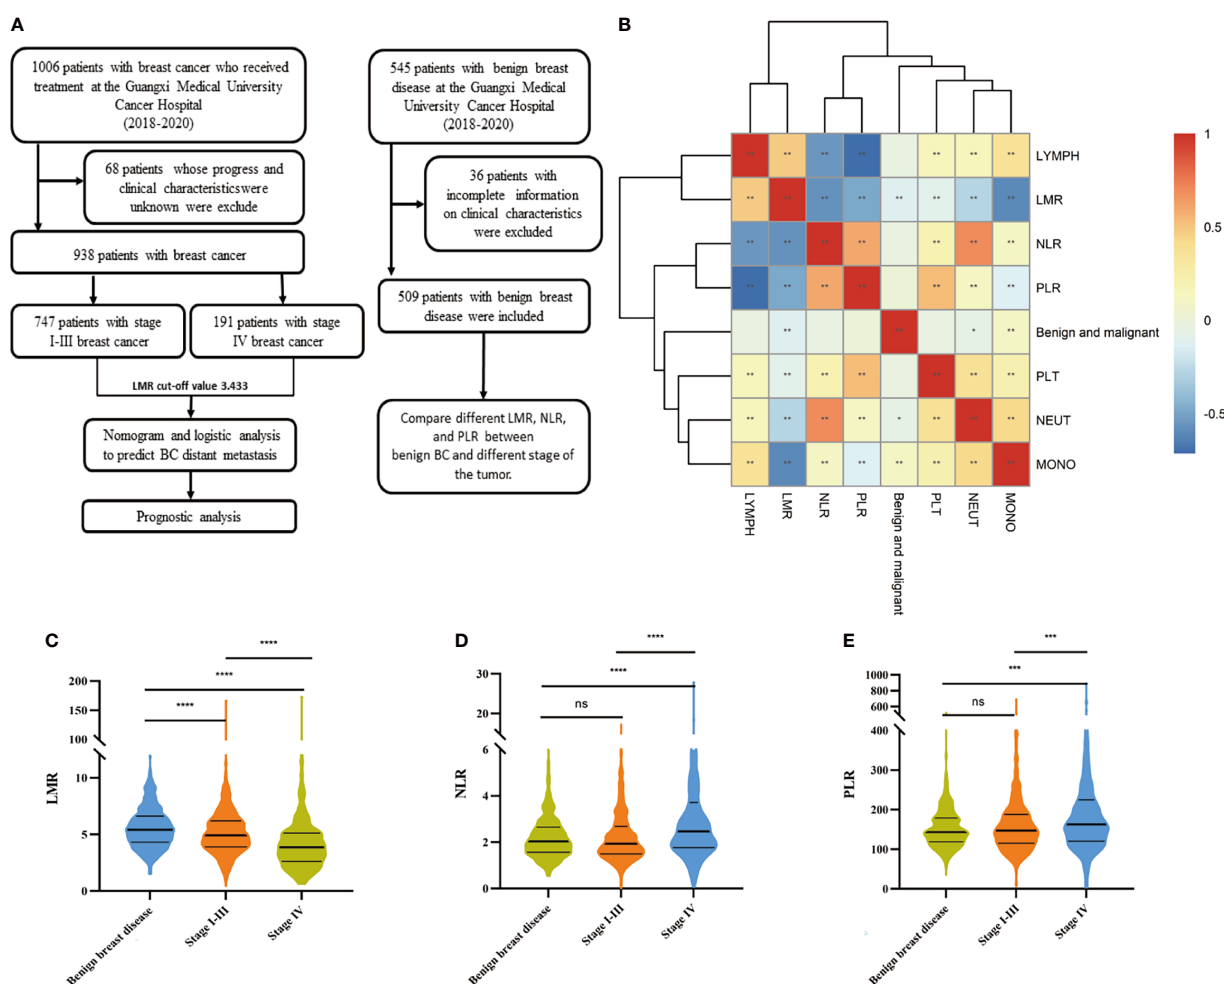 A
1006 patients with breast cancer who received
treatment at the Guangxi Medical University
Cancer Hospital
(2018-2020)
68 patients whose progress and
clinical characteristicswere
unknown were exclude
938 patients with breast cancer
747 patients with stage
I-III breast cancer
191 patients with stage
IV breast cancer
LMR cut-off value 3.433
Nomogram and logistic analysis
to predict BC distant metastasis
Prognostic analysis
545 patients with benign breast
disease at the Guangxi Medical
University Cancer Hospital
(2018-2020)
36 patients with
incomplete information
on clinical characteristics
were excluded
509 patients with benign breast
disease were included
Compare different LMR, NLR,
and PLR between
benign BC and different stage of
the tumor.
B
** ** ** ** ** ** ** LYMPH
** ** ** ** ** ** ** ** LMR
** ** ** ** ** ** ** NLR
** ** ** ** ** ** ** PLR
** ** * ** Benign and malignant
** ** ** ** ** ** ** PLT
** ** ** ** * ** ** ** NEUT
** ** ** ** ** ** ** ** MONO
LYMPH
LMR
NLR
PLR
Benign and malignant
PLT
NEUT
MONO
1
0.5
0
-0.5
C
****
****
****
LMR
200
150
100
10
5
0
Benign breast disease
Stage I-III
Stage IV
D
****
****
ns
NLR
30
20
6
4
2
0
Benign breast disease
Stage I-III
Stage IV
E
***
***
ns
PLR
1000
800
600
400
300
200
100
0
Benign breast disease
Stage I-III
Stage IV